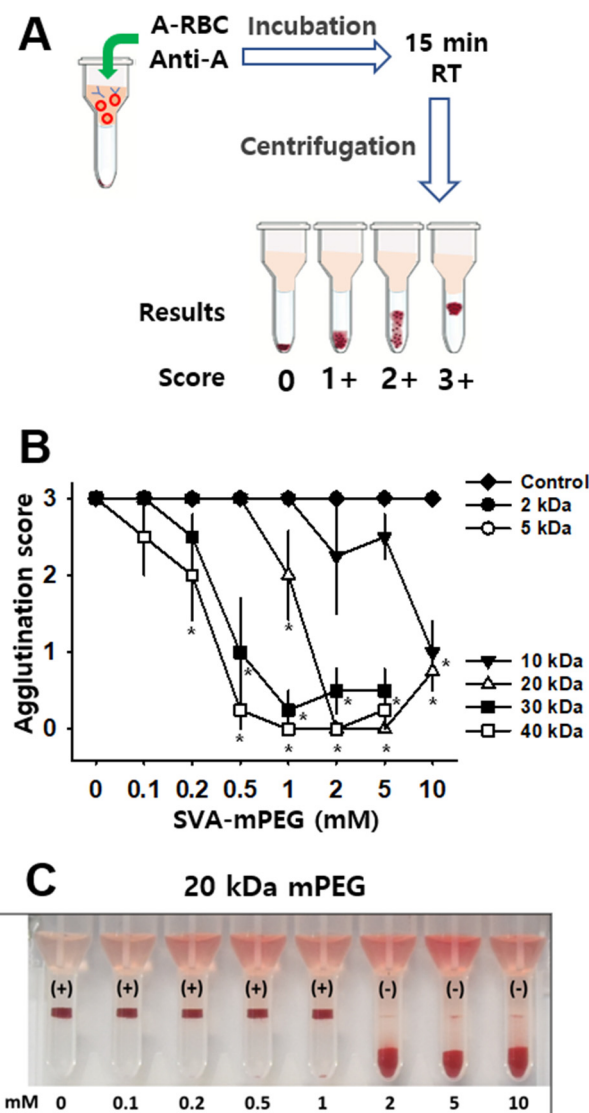 A
A-RBC
Anti-A
Incubation
15 min
RT
Centrifugation
Results
Score 0 1+ 2+ 3+
B
Agglutination score
3
2
1
0
* * * * * * * * * * * *
0 0.1 0.2 0.5 1 2 5 10
SVA-mPEG (mM)
Control
2 kDa
5 kDa
10 kDa
20 kDa
30 kDa
40 kDa
C
20 kDa mPEG
(+) (+) (+) (+) (+) (-) (-) (-)
mM 0 0.1 0.2 0.5 1 2 5 10